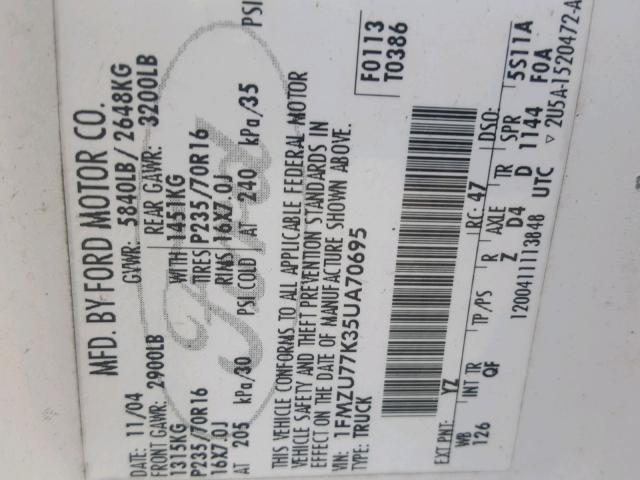 MFD. BY FORD MOTOR CO.
DATE: 11/04 GVWR: 5840LB/ 2648KG
FRONT GAWR: 2900LB REAR GAWR: 3200LB
1315KG WITH 1451KG WITH
P235/70R16 TIRES P235/70R16
16X7.0J RIMS 16X7.0J
AT 205 kPa/30 PSI COLD AT 240 kPa/35 PSI
THIS VEHICLE CONFORMS TO ALL APPLICABLE FEDERAL MOTOR
VEHICLE SAFETY AND THEFT PREVENTION STANDARDS IN
EFFECT ON THE DATE OF MANUFACTURE SHOWN ABOVE.
VIN: 1FMZU77K35UA70695 F0113
TYPE: TRUCK T0386
EXT.PNT: YZ RC: 47 DSO:
WB INT TR TP/PS R AXLE TR SPR 5S11A
126 QF Z D4 D 1144 F0A
12004111113848 UTC ▽ 2U5A-1520472-A
Ford